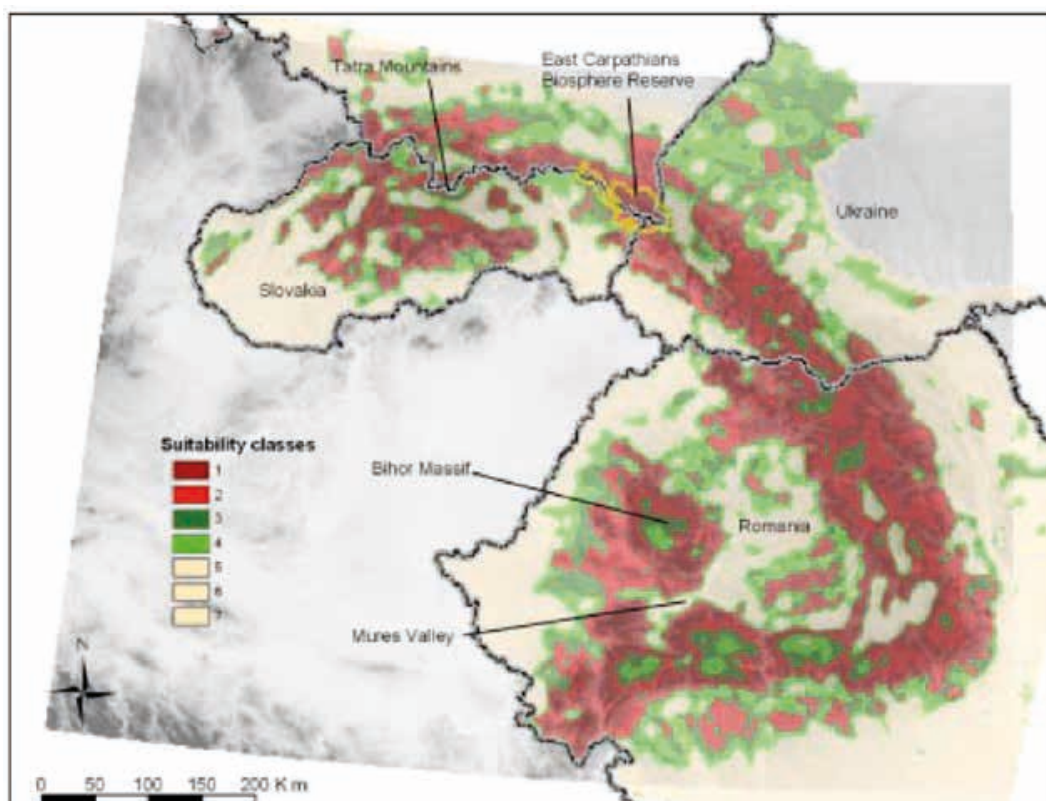 Tatra Mountains
East Carpathians
Biosphere Reserve
Ukraine
Slovakia
Suitability classes
1
2
3
4
5
6
7
Bihor Massif
Romania
Mures Valley
N
0 50 100 150 200 Km